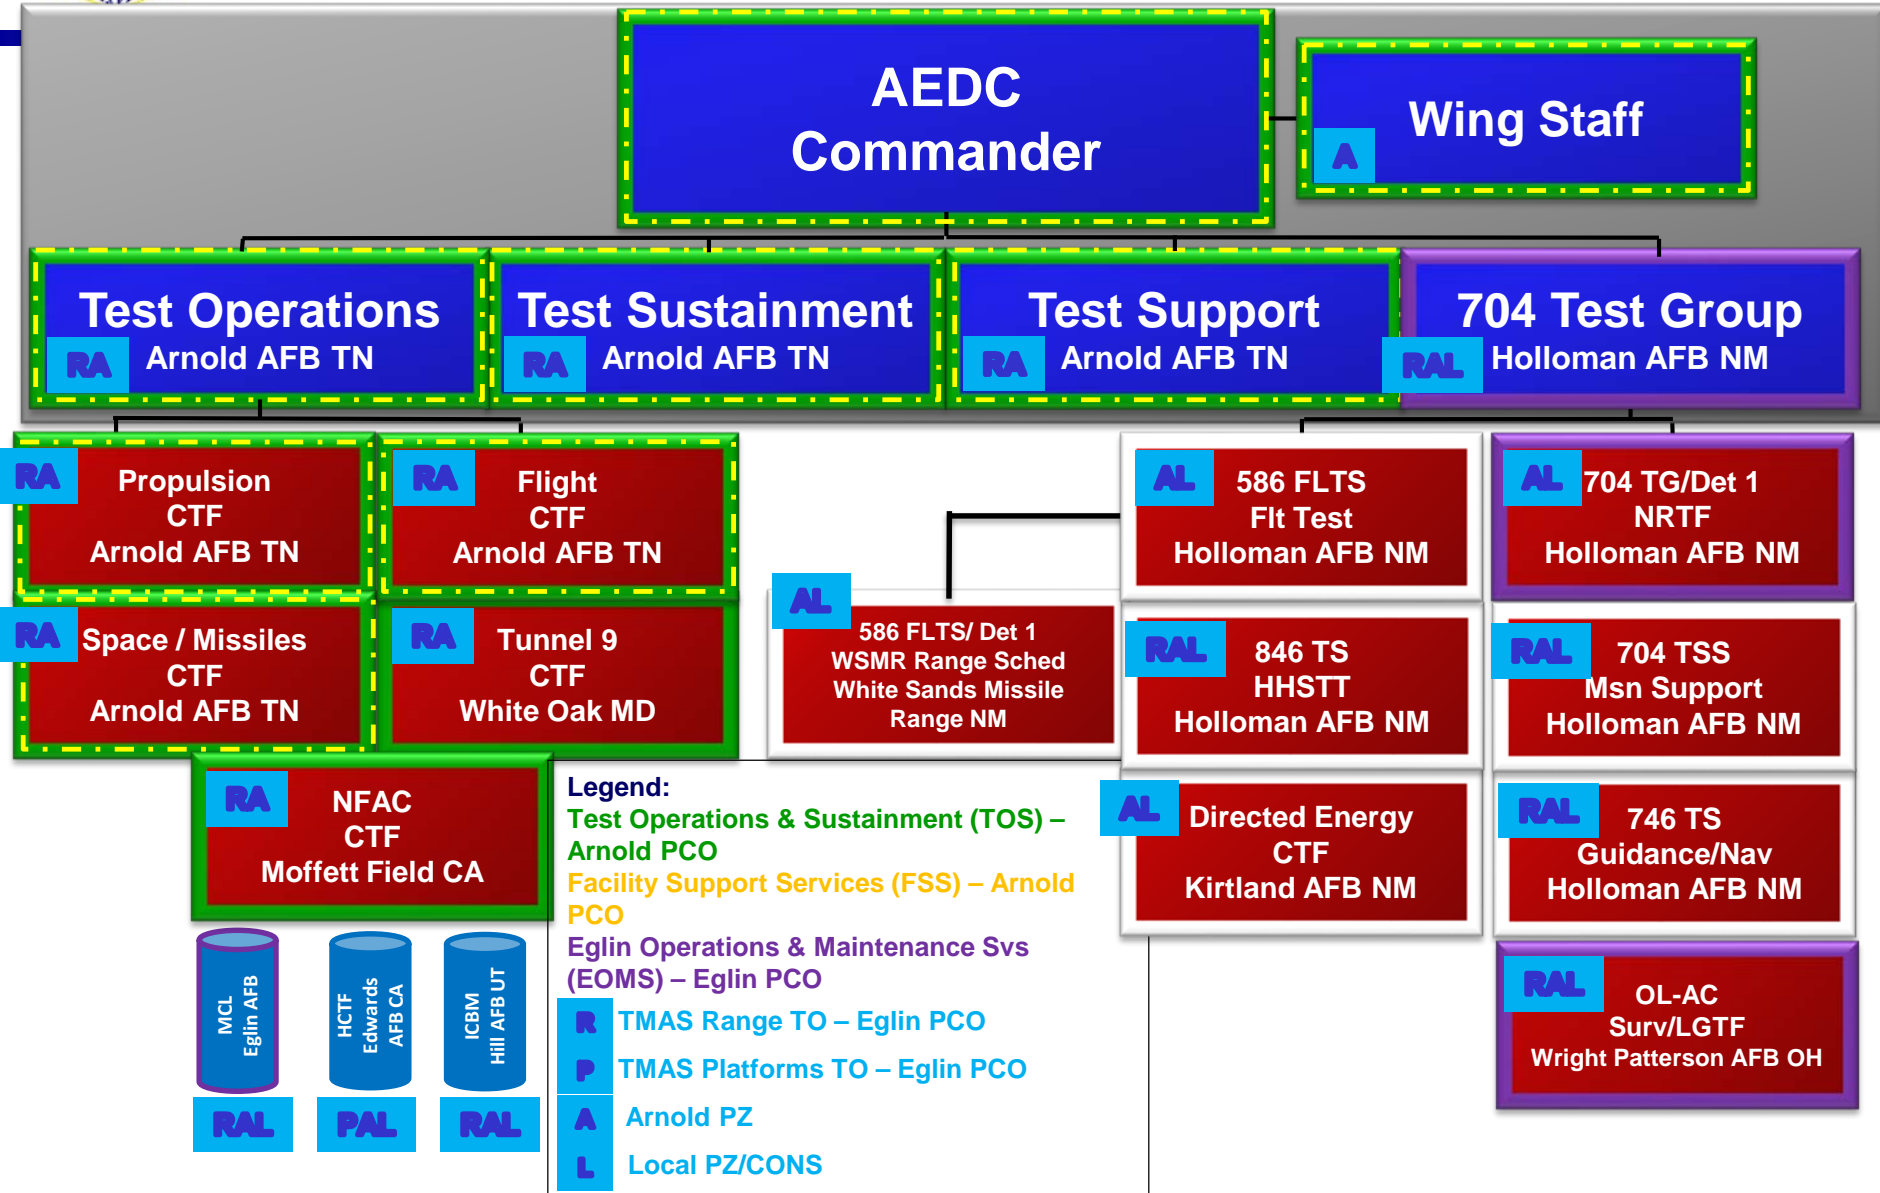 AEDC
Commander
Wing Staff
A
Test Operations
Arnold AFB TN
RA
Test Sustainment
Arnold AFB TN
RA
Test Support
Arnold AFB TN
RA
704 Test Group
Holloman AFB NM
RAL
RA
Propulsion
CTF
Arnold AFB TN
RA
Flight
CTF
Arnold AFB TN
RA
Space / Missiles
CTF
Arnold AFB TN
RA
Tunnel 9
CTF
White Oak MD
RA
NFAC
CTF
Moffett Field CA
AL
586 FLTS/ Det 1
WSMR Range Sched
White Sands Missile
Range NM
AL
586 FLTS
Flt Test
Holloman AFB NM
AL
704 TG/Det 1
NRTF
Holloman AFB NM
RAL
846 TS
HHSTT
Holloman AFB NM
RAL
704 TSS
Msn Support
Holloman AFB NM
AL
Directed Energy
CTF
Kirtland AFB NM
RAL
746 TS
Guidance/Nav
Holloman AFB NM
RAL
OL-AC
Surv/LGTF
Wright Patterson AFB OH
MCL
Eglin AFB
RAL
HCTF
Edwards
AFB CA
PAL
ICBM
Hill AFB UT
RAL
Legend:
Test Operations & Sustainment (TOS) –
Arnold PCO
Facility Support Services (FSS) – Arnold
PCO
Eglin Operations & Maintenance Svs
(EOMS) – Eglin PCO
R TMAS Range TO – Eglin PCO
P TMAS Platforms TO – Eglin PCO
A Arnold PZ
L Local PZ/CONS